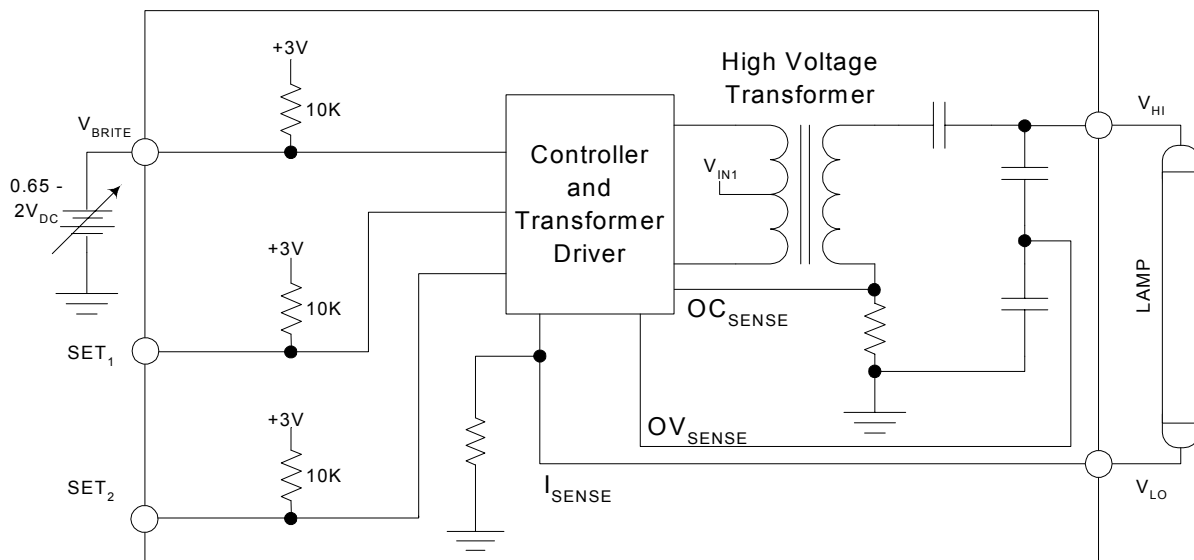 +3V
10K
V_BRITE
0.65 -
2V_DC
+3V
10K
SET_1
+3V
10K
SET_2
Controller
and
Transformer
Driver
High Voltage
Transformer
V_IN1
OC_SENSE
OV_SENSE
I_SENSE
V_HI
LAMP
V_LO